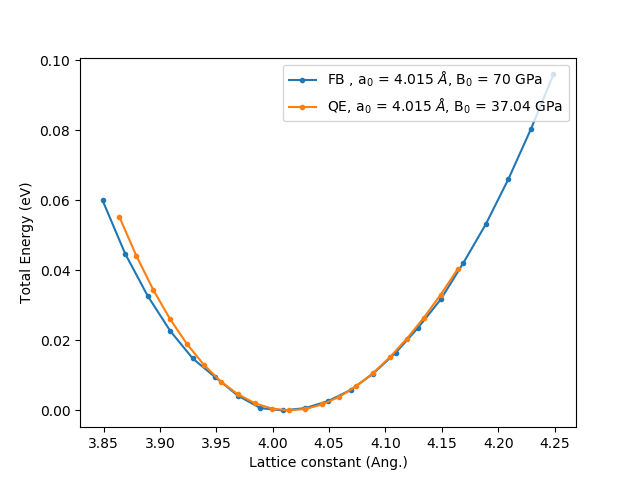 FB , a₀ = 4.015 Å, B₀ = 70 GPa
QE, a₀ = 4.015 Å, B₀ = 37.04 GPa
0.10
0.08
0.06
0.04
0.02
0.00
Total Energy (eV)
3.85 3.90 3.95 4.00 4.05 4.10 4.15 4.20 4.25
Lattice constant (Ang.)